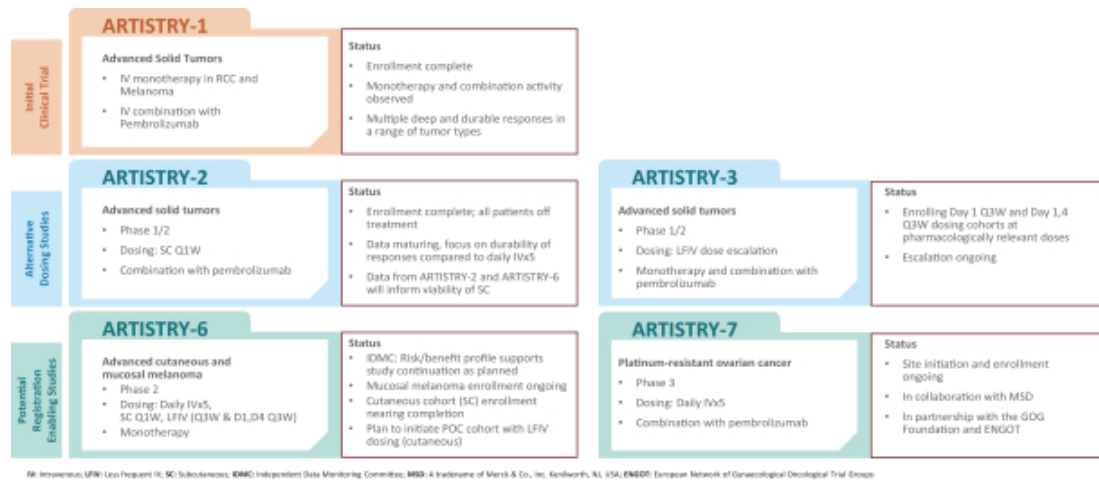 ARTISTRY-1
Initial
Clinical Trial
Advanced Solid Tumors
• IV monotherapy in RCC and
Melanoma
• IV combination with
Pembrolizumab
Status
• Enrollment complete
• Monotherapy and combination activity
observed
• Multiple deep and durable responses in
a range of tumor types
ARTISTRY-2
Alternative
Dosing Studies
Advanced solid tumors
• Phase 1/2
• Dosing: SC Q1W
• Combination with pembrolizumab
Status
• Enrollment complete; all patients off
treatment
• Data maturing, focus on durability of
responses compared to daily IVx5
• Data from ARTISTRY-2 and ARTISTRY-6
will inform viability of SC
ARTISTRY-3
Advanced solid tumors
• Phase 1/2
• Dosing: LFIV dose escalation
• Monotherapy and combination with
pembrolizumab
Status
• Enrolling Day 1 Q3W and Day 1,4
Q3W dosing cohorts at
pharmacologically relevant doses
• Escalation ongoing
ARTISTRY-6
Potential
Registration
Enabling Studies
Advanced cutaneous and
mucosal melanoma
• Phase 2
• Dosing: Daily IVx5,
SC Q1W, LFIV (Q3W & D1,D4 Q3W)
• Monotherapy
Status
• IDMC: Risk/benefit profile supports
study continuation as planned
• Mucosal melanoma enrollment ongoing
• Cutaneous cohort (SC) enrollment
nearing completion
• Plan to initiate POC cohort with LFIV
dosing (cutaneous)
ARTISTRY-7
Platinum-resistant ovarian cancer
• Phase 3
• Dosing: Daily IVx5
• Combination with pembrolizumab
Status
• Site initiation and enrollment
ongoing
• In collaboration with MSD
• In partnership with the GOG
Foundation and ENGOT
IV: Intravenous; LFIV: Less frequent IV; SC: Subcutaneous; IDMC: Independent Data Monitoring Committee; MSD: A tradename of Merck & Co., Inc. Kenilworth, NJ, USA; ENGOT: European Network of Gynaecological Oncological Trial Groups